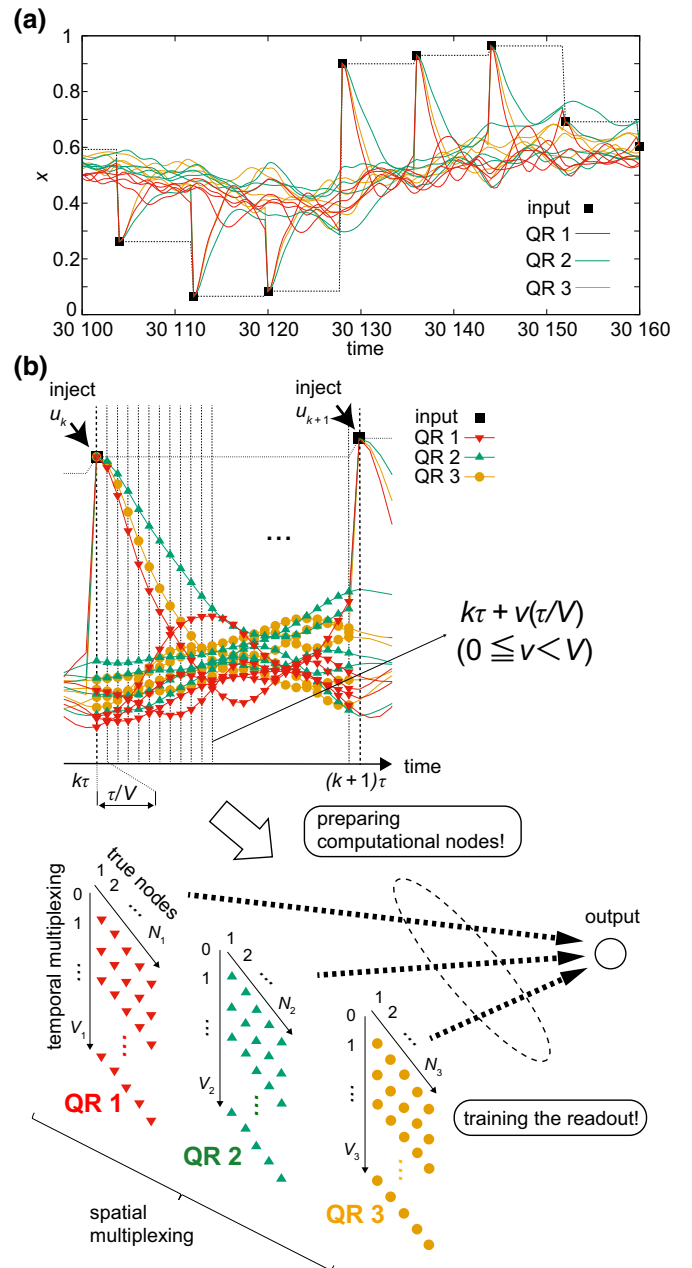 (a)
1
0.8
0.6
0.4
0.2
0
x
input
QR 1
QR 2
QR 3
30 100 30 110 30 120 30 130 30 140 30 150 30 160
time
(b)
inject
u_k
inject
u_{k+1}
input
QR 1
QR 2
QR 3
...
kτ + v(τ/V)
(0 ≦ v < V)
kτ
(k+1)τ
time
τ/V
preparing
computational nodes!
true nodes
temporal multiplexing
0
1
...
V_1
1
2
...
N_1
...
QR 1
0
1
...
V_2
1
2
...
N_2
...
QR 2
0
1
...
V_3
1
2
...
N_3
...
QR 3
output
training the readout!
spatial
multiplexing